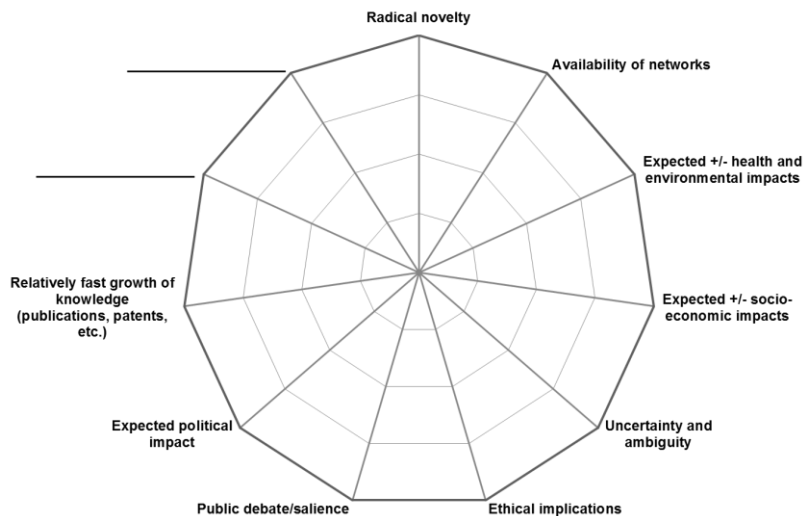 Radical novelty
Availability of networks
Expected +/- health and
environmental impacts
Expected +/- socio-
economic impacts
Uncertainty and
ambiguity
Ethical implications
Public debate/salience
Expected political
impact
Relatively fast growth of
knowledge
(publications, patents,
etc.)